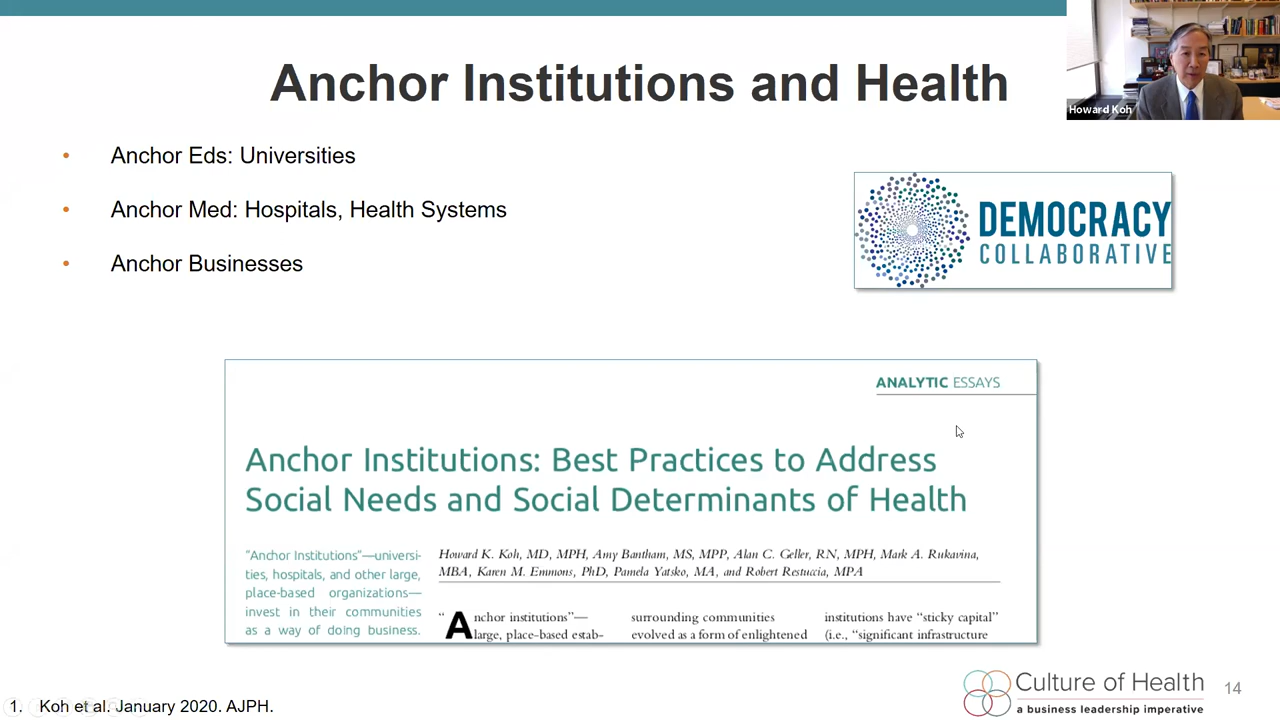 Anchor Institutions and Health
Howard Koh
• Anchor Eds: Universities
• Anchor Med: Hospitals, Health Systems
• Anchor Businesses
DEMOCRACY
COLLABORATIVE
ANALYTIC ESSAYS
Anchor Institutions: Best Practices to Address
Social Needs and Social Determinants of Health
“Anchor Institutions”—universi-
ties, hospitals, and other large,
place-based organizations—
invest in their communities
as a way of doing business.
Howard K. Koh, MD, MPH, Amy Bantham, MS, MPP, Alan C. Geller, RN, MPH, Mark A. Rukavina,
MBA, Karen M. Emmons, PhD, Pamela Yatsko, MA, and Robert Restuccia, MPA
“Anchor institutions”—
large, place-based estab-
surrounding communities
evolved as a form of enlightened
institutions have “sticky capital”
(i.e., “significant infrastructure
1. Koh et al. January 2020. AJPH.
Culture of Health
a business leadership imperative
14